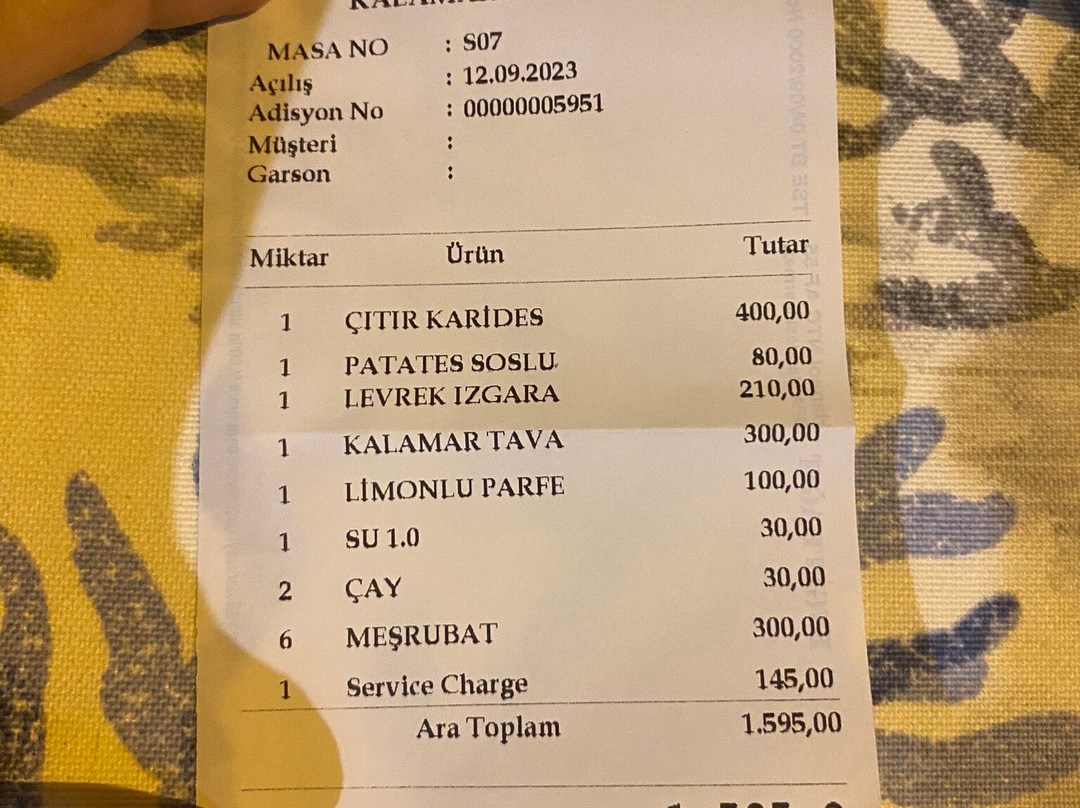 MASA NO : S07
Açılış : 12.09.2023
Adisyon No : 00000005951
Müşteri :
Garson :
Miktar Ürün Tutar
1 ÇITIR KARİDES 400,00
1 PATATES SOSLU 80,00
1 LEVREK IZGARA 210,00
1 KALAMAR TAVA 300,00
1 LİMONLU PARFE 100,00
1 SU 1.0 30,00
2 ÇAY 30,00
6 MEŞRUBAT 300,00
1 Service Charge 145,00
Ara Toplam 1.595,00